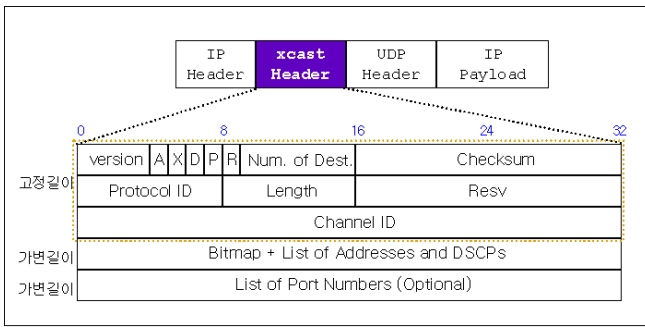 IP Header xcast Header UDP Header IP Payload
0 8 16 24 32
version A X D P R Num. of Dest. Checksum
고정길이 Protocol ID Length Resv
Channel ID
가변길이 Bitmap + List of Addresses and DSCPs
가변길이 List of Port Numbers (Optional)